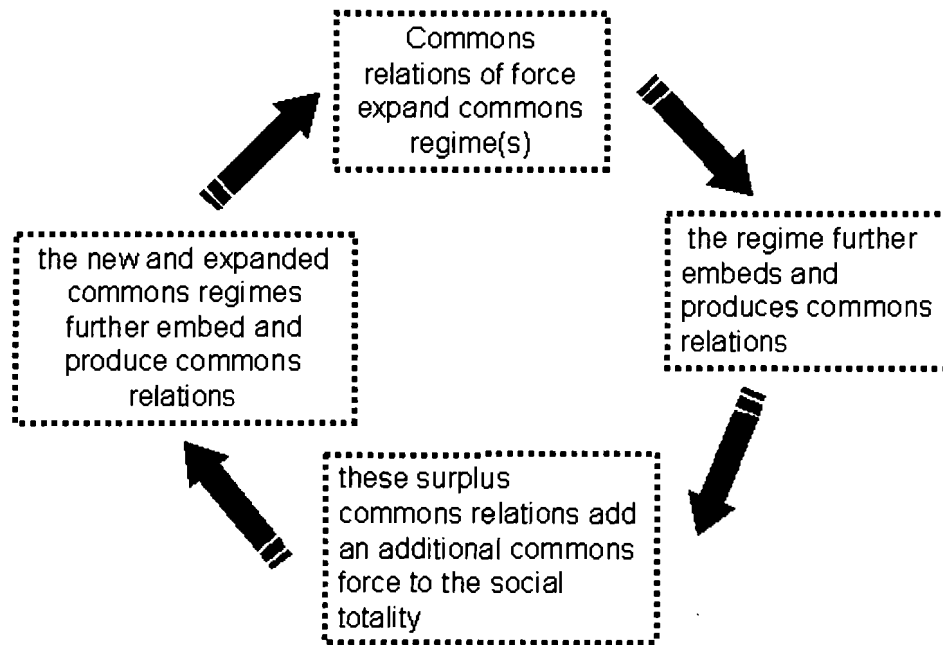 Commons
relations of force
expand commons
regime(s)
the regime further
embeds and
produces commons
relations
these surplus
commons relations add
an additional commons
force to the social
totality
the new and expanded
commons regimes
further embed and
produce commons
relations